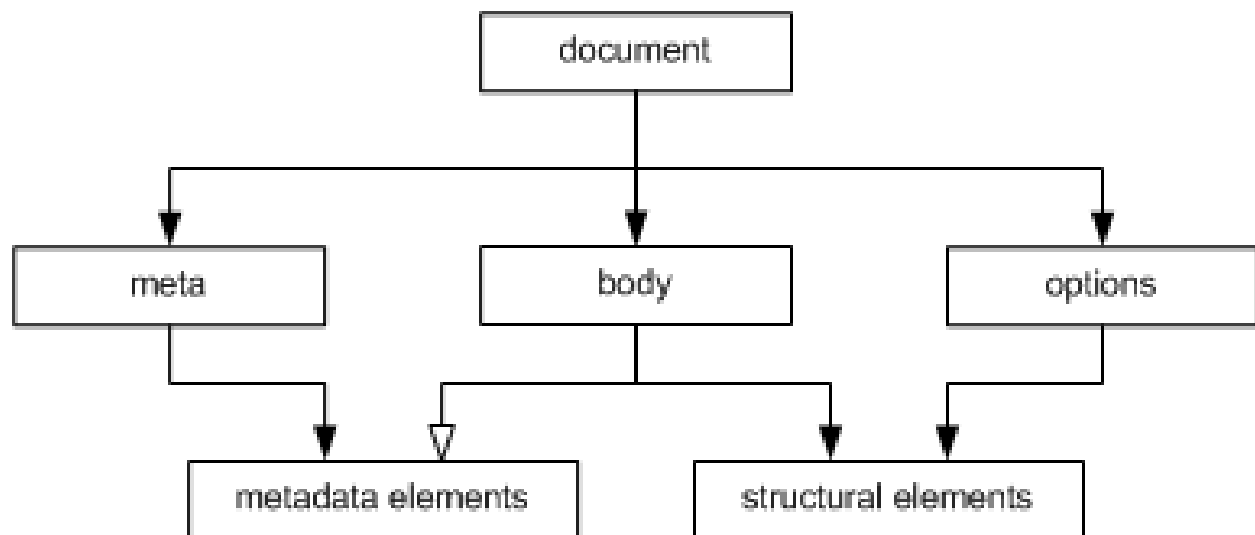 document
meta
body
options
metadata elements
structural elements